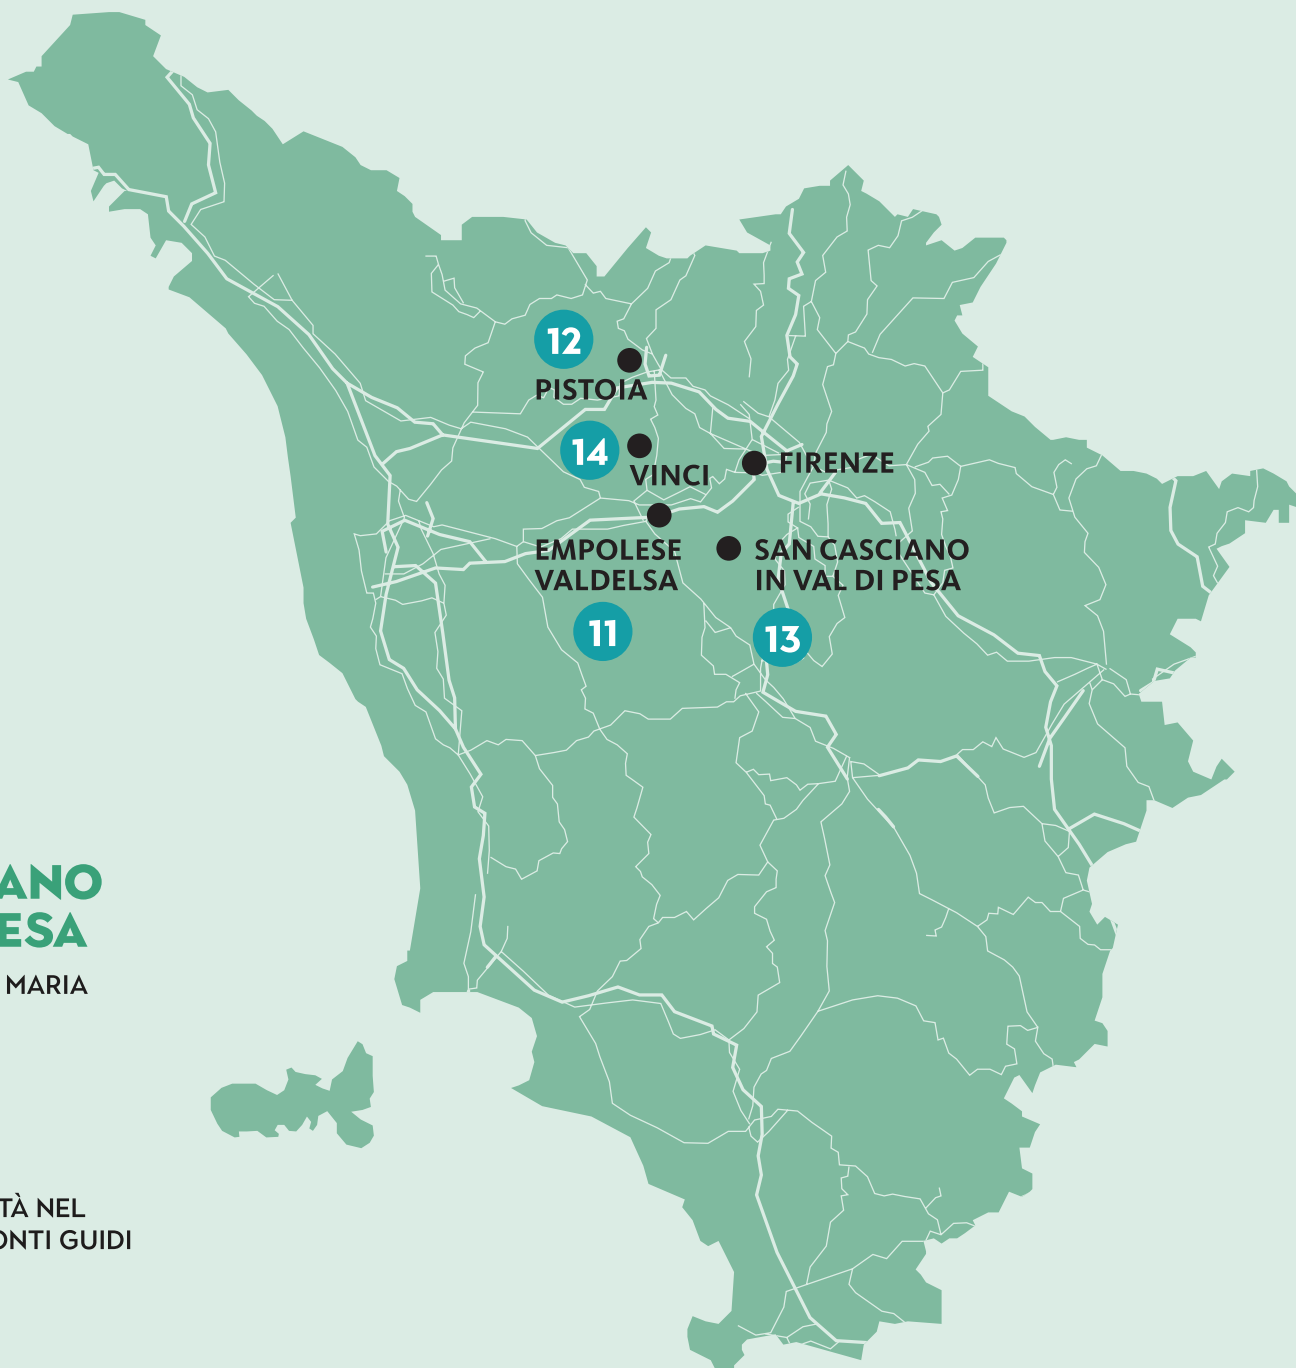 12
PISTOIA
14
VINCI
FIRENZE
EMPOLESE
VALDELSA
SAN CASCIANO
IN VAL DI PESA
11
13
ANO
ESA
MARIA
TÀ NEL
ONTI GUIDI